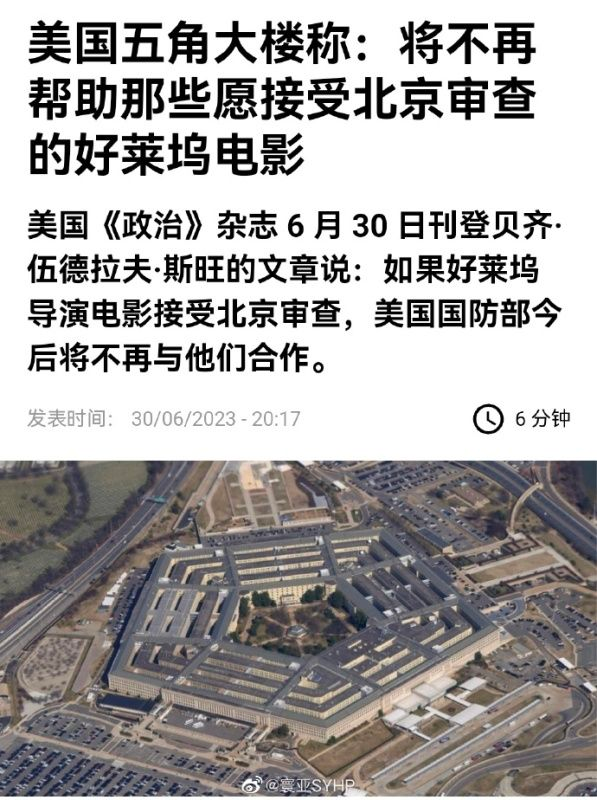 美国五角大楼称：将不再
帮助那些愿接受北京审查
的好莱坞电影
美国《政治》杂志 6 月 30 日刊登贝齐·
伍德拉夫·斯旺的文章说：如果好莱坞
导演电影接受北京审查，美国国防部今
后将不再与他们合作。
发表时间： 30/06/2023 - 20:17
6 分钟
@寰亚SYHP